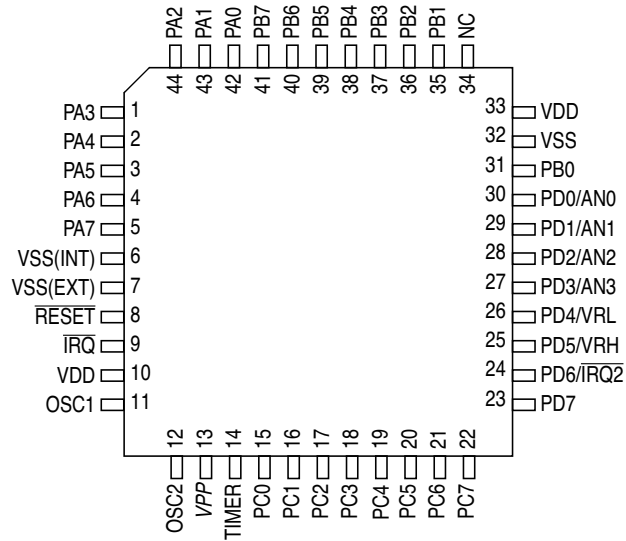 PA2
PA1
PA0
PB7
PB6
PB5
PB4
PB3
PB2
PB1
NC
44
43
42
41
40
39
38
37
36
35
34
PA3 1
PA4 2
PA5 3
PA6 4
PA7 5
VSS(INT) 6
VSS(EXT) 7
RESET 8
IRQ 9
VDD 10
OSC1 11
33 VDD
32 VSS
31 PB0
30 PD0/AN0
29 PD1/AN1
28 PD2/AN2
27 PD3/AN3
26 PD4/VRL
25 PD5/VRH
24 PD6/IRQ2
23 PD7
12
13
14
15
16
17
18
19
20
21
22
OSC2
VPP
TIMER
PC0
PC1
PC2
PC3
PC4
PC5
PC6
PC7